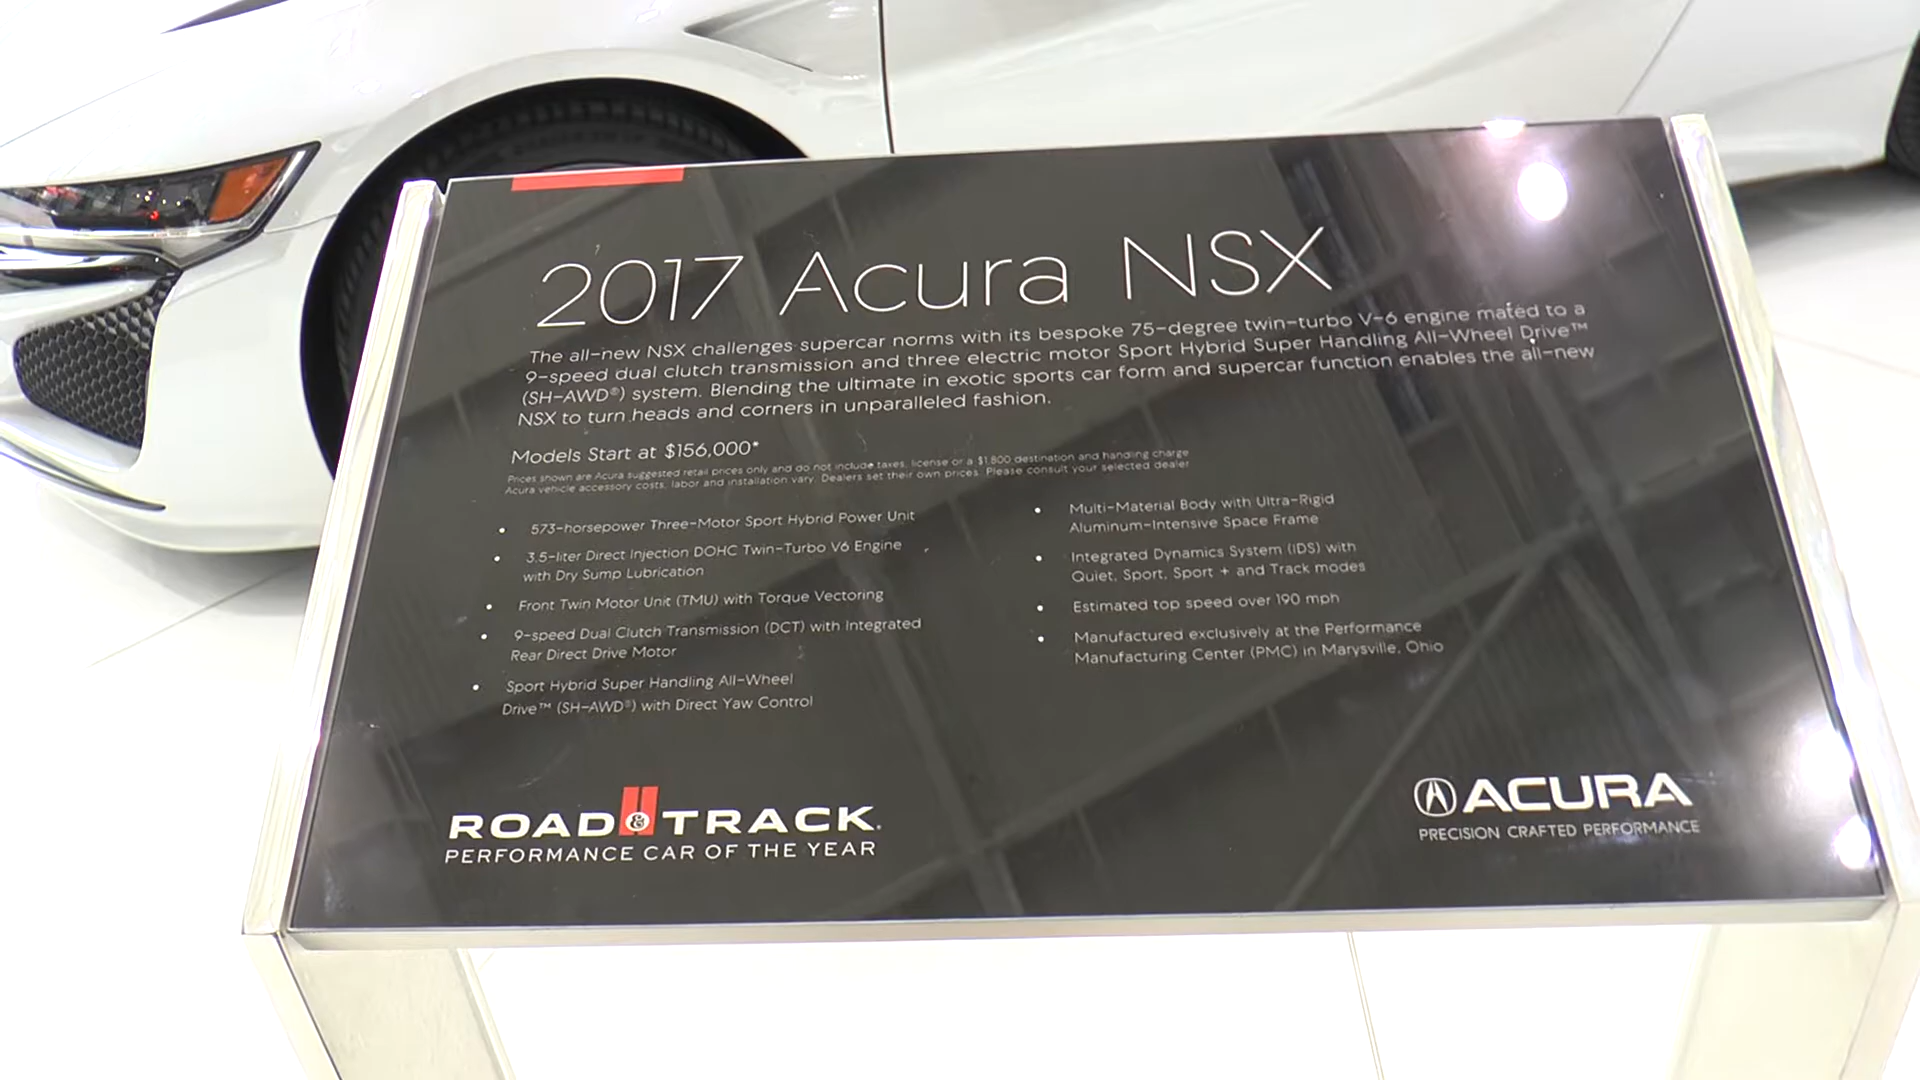 2017 Acura NSX
The all-new NSX challenges supercar norms with its bespoke 75-degree twin-turbo V-6 engine mated to a
9-speed dual clutch transmission and three electric motor Sport Hybrid Super Handling All-Wheel Drive™
(SH-AWD®) system. Blending the ultimate in exotic sports car form and supercar function enables the all-new
NSX to turn heads and corners in unparalleled fashion.
Models Start at $156,000*
Prices shown are Acura suggested retail prices only and do not include taxes, license or a $1,800 destination and handling charge
Acura vehicle accessory costs, labor and installation vary. Dealers set their own prices. Please consult your selected dealer
• 573-horsepower Three-Motor Sport Hybrid Power Unit
• 3.5-liter Direct Injection DOHC Twin-Turbo V6 Engine
with Dry Sump Lubrication
• Front Twin Motor Unit (TMU) with Torque Vectoring
• 9-speed Dual Clutch Transmission (DCT) with Integrated
Rear Direct Drive Motor
• Sport Hybrid Super Handling All-Wheel
Drive™ (SH-AWD®) with Direct Yaw Control
• Multi-Material Body with Ultra-Rigid
Aluminum-Intensive Space Frame
• Integrated Dynamics System (IDS) with
Quiet, Sport, Sport + and Track modes
• Estimated top speed over 190 mph
• Manufactured exclusively at the Performance
Manufacturing Center (PMC) in Marysville, Ohio
ROAD & TRACK.
PERFORMANCE CAR OF THE YEAR
ACURA
PRECISION CRAFTED PERFORMANCE